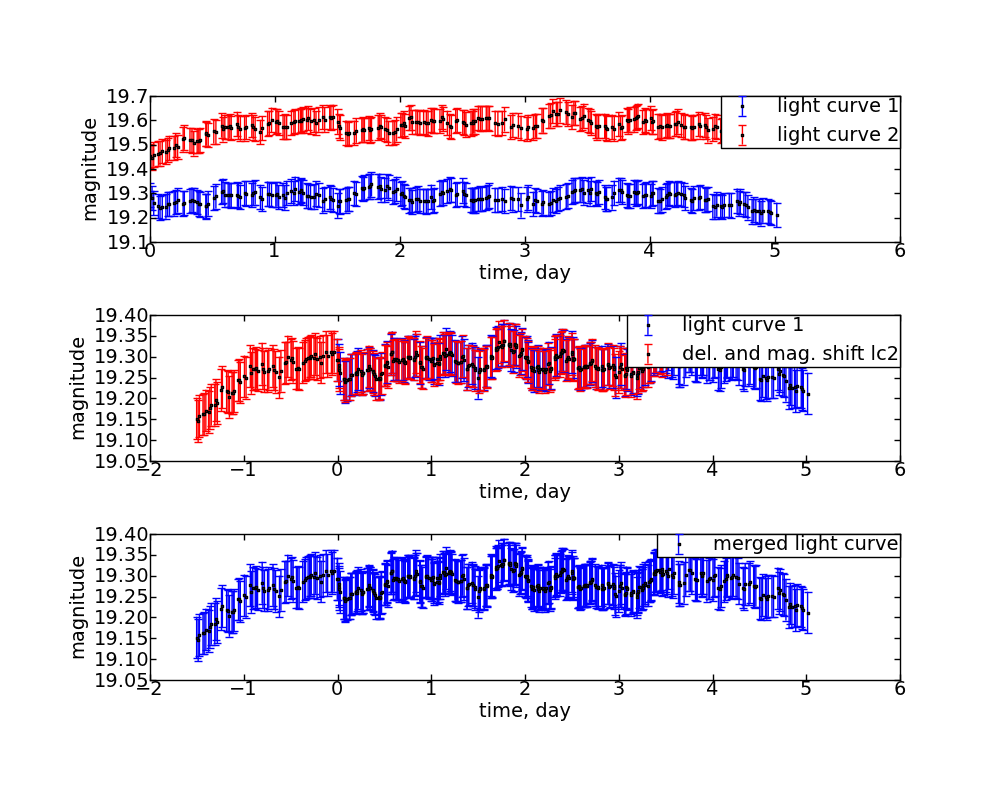 19.7
19.6
19.5
19.4
19.3
19.2
19.1
magnitude
light curve 1
light curve 2
0 1 2 3 4 5 6
time, day
19.40
19.35
19.30
19.25
19.20
19.15
19.10
19.05
magnitude
light curve 1
del. and mag. shift lc2
−2 −1 0 1 2 3 4 5 6
time, day
19.40
19.35
19.30
19.25
19.20
19.15
19.10
19.05
magnitude
merged light curve
−2 −1 0 1 2 3 4 5 6
time, day